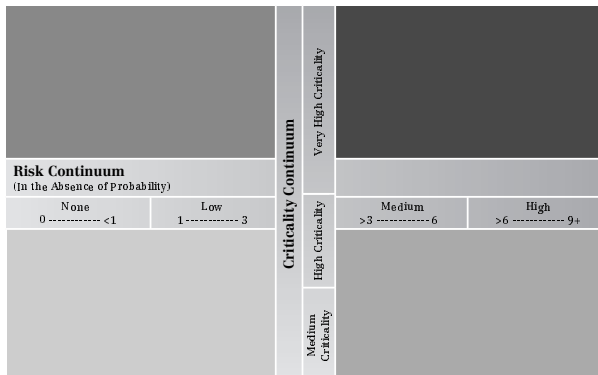 Very High Criticality
Criticality Continuum
Risk Continuum
(In the Absence of Probability)
None
0 ------------ <1
Low
1 ------------ 3
High Criticality
Medium
>3 ------------ 6
High
>6 ------------ 9+
Medium
Criticality